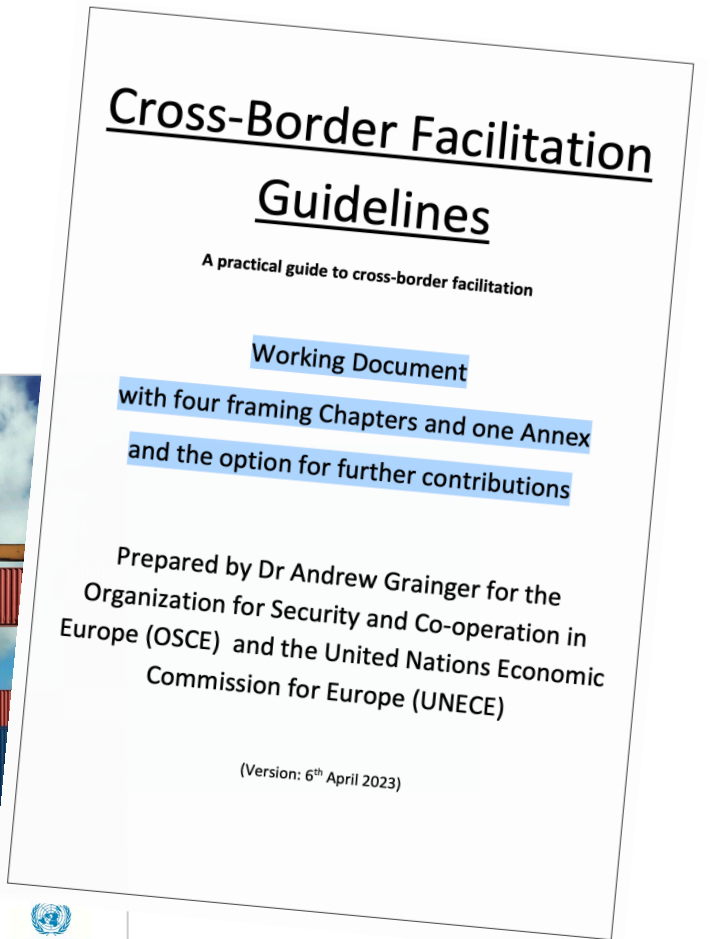 Cross-Border Facilitation
Guidelines
A practical guide to cross-border facilitation
Working Document
with four framing Chapters and one Annex
and the option for further contributions
Prepared by Dr Andrew Grainger for the
Organization for Security and Co-operation in
Europe (OSCE) and the United Nations Economic
Commission for Europe (UNECE)
(Version: 6th April 2023)